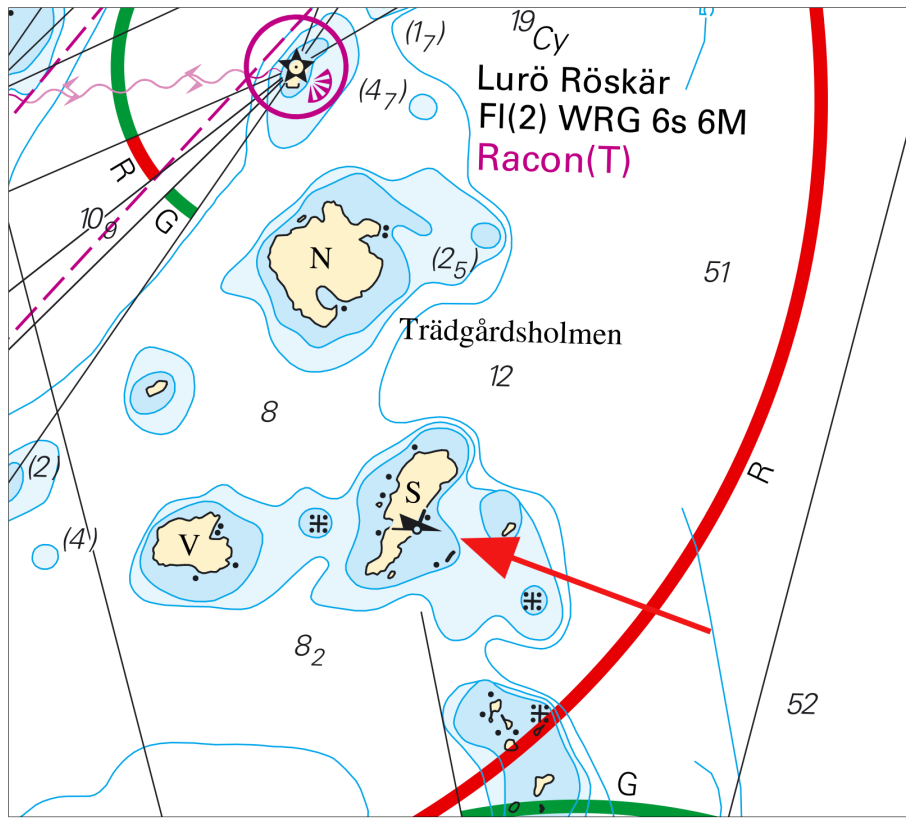 (1₇)
19Cy
(4₇)
Lurö Röskär
Fl(2) WRG 6s 6M
Racon(T)
R
G
10₉
N
(2₅)
51
Trädgårdsholmen
12
8
(2)
S
R
(4)
V
8₂
52
G